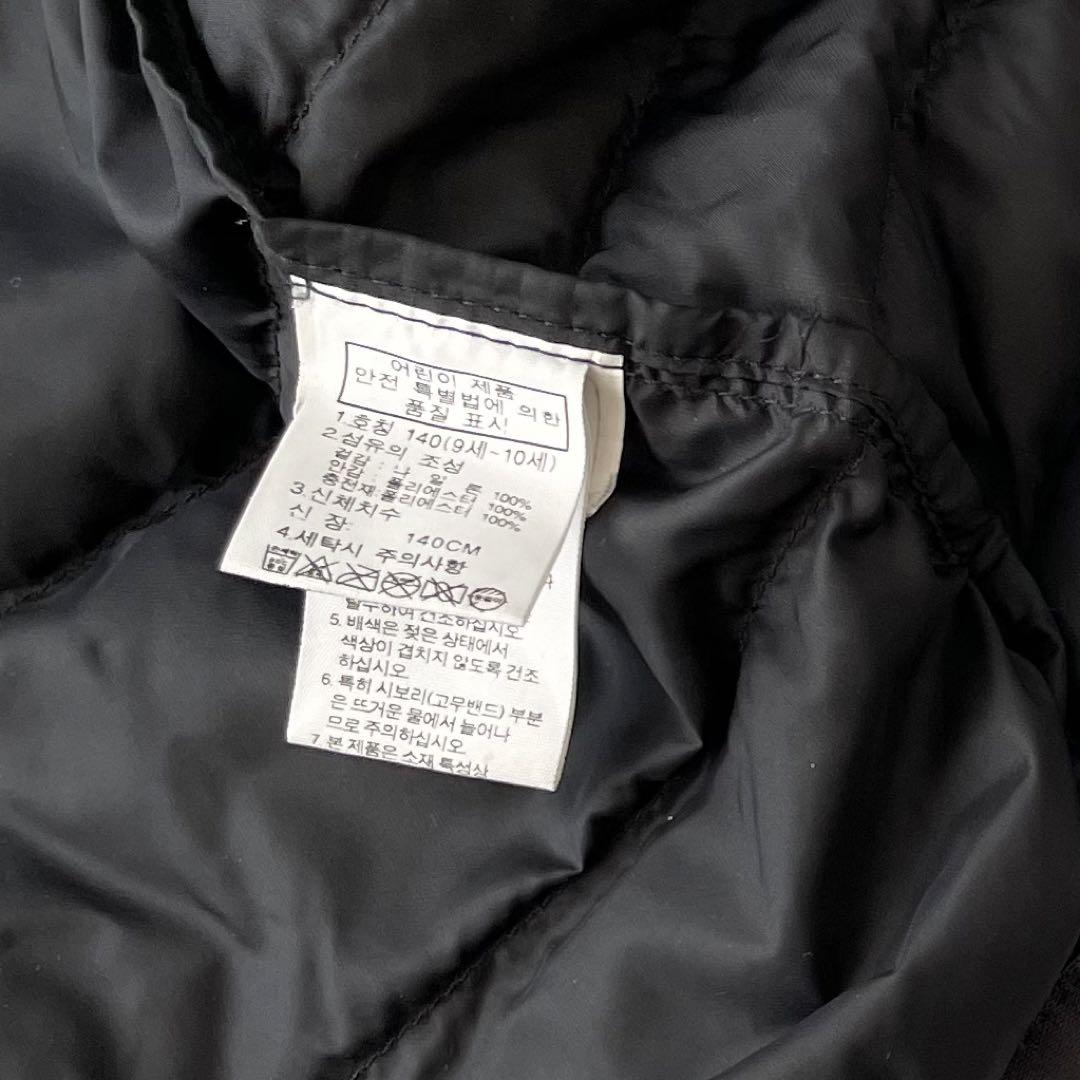 어린이 제품
안전 특별법에 의한
품질 표시
1.호칭 140(9세-10세)
2.섬유의 조성
겉감 : 나 일 론 100%
안감 : 폴리에스터 100%
충전재:폴리에스터 100%
3.신체치수
신 장: 140CM
4.세탁시 주의사항
탈수하여 건조하십시오
5. 배색은 젖은 상태에서
색상이 겹치지 않도록 건조
하십시오
6. 특히 시보리(고무밴드) 부분
은 뜨거운 물에서 늘어나
므로 주의하십시오
7. 본 제품은 소재 특성상